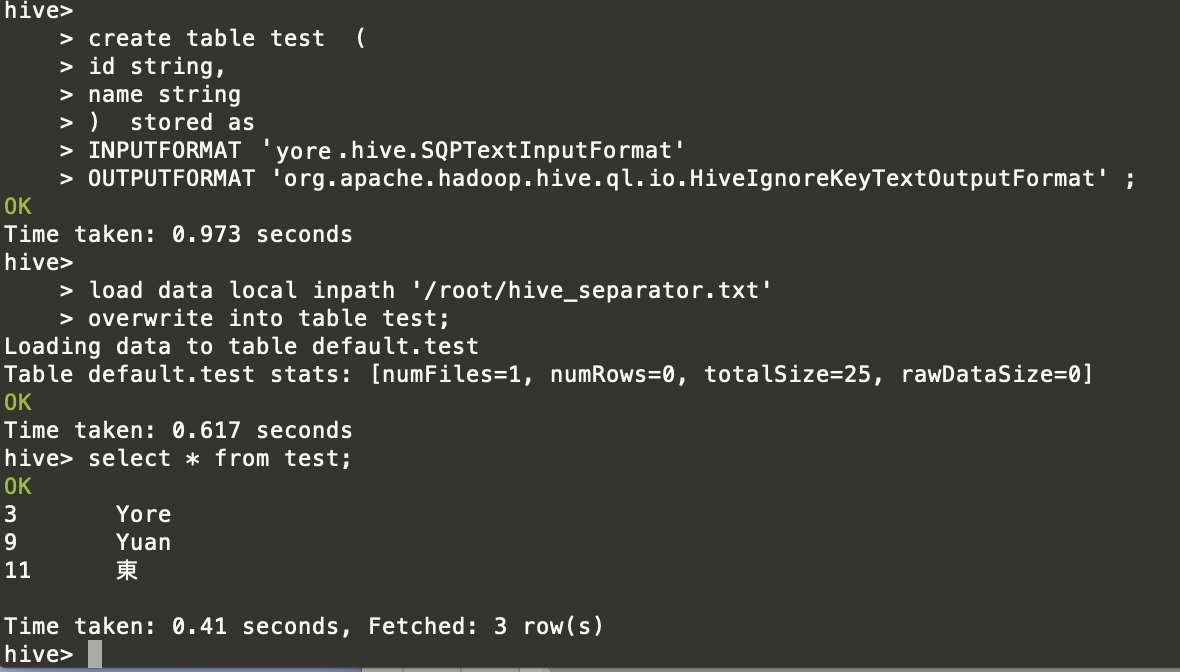 hive>
    > create table test  (
    > id string,
    > name string
    > )  stored as
    > INPUTFORMAT 'yore.hive.SQPTextInputFormat'
    > OUTPUTFORMAT 'org.apache.hadoop.hive.ql.io.HiveIgnoreKeyTextOutputFormat' ;
OK
Time taken: 0.973 seconds
hive>
    > load data local inpath '/root/hive_separator.txt'
    > overwrite into table test;
Loading data to table default.test
Table default.test stats: [numFiles=1, numRows=0, totalSize=25, rawDataSize=0]
OK
Time taken: 0.617 seconds
hive> select * from test;
OK
3       Yore
9       Yuan
11      東
Time taken: 0.41 seconds, Fetched: 3 row(s)
hive>